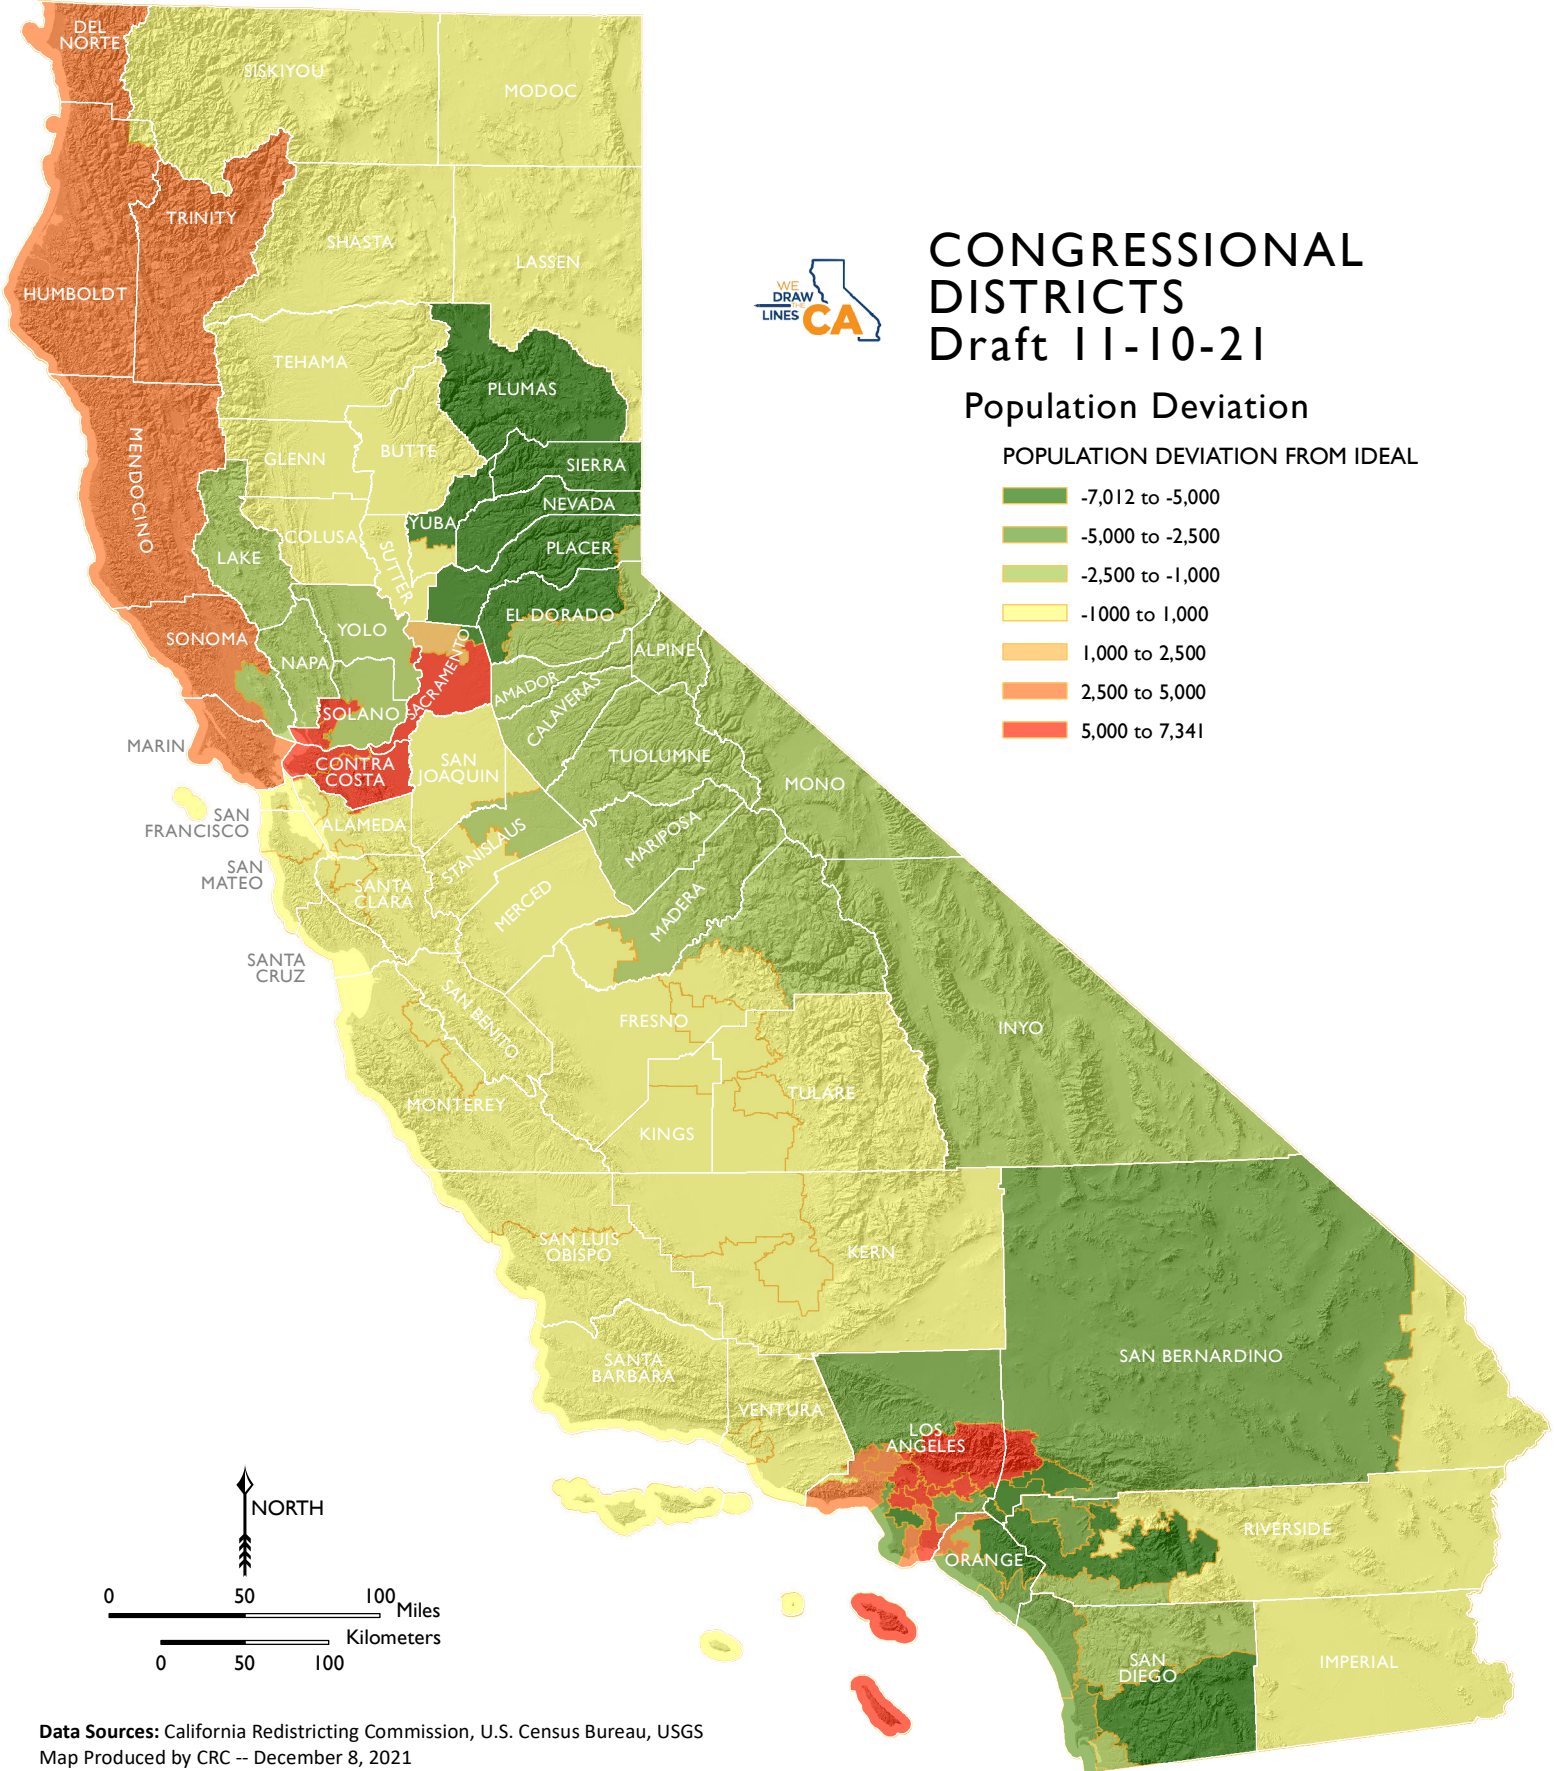 DEL
NORTE
SISKIYOU
MODOC
TRINITY
SHASTA
LASSEN
HUMBOLDT
WE
DRAW
THE
LINES
CA
CONGRESSIONAL
DISTRICTS
Draft 11-10-21
Population Deviation
POPULATION DEVIATION FROM IDEAL
-7,012 to -5,000
-5,000 to -2,500
-2,500 to -1,000
-1000 to 1,000
1,000 to 2,500
2,500 to 5,000
5,000 to 7,341
TEHAMA
PLUMAS
MENDOCINO
GLENN
BUTTE
SIERRA
NEVADA
YUBA
COLUSA
SUTTER
PLACER
LAKE
EL DORADO
SONOMA
YOLO
NAPA
SACRAMENTO
ALPINE
AMADOR
CALAVERAS
SOLANO
MARIN
CONTRA
COSTA
SAN
JOAQUIN
TUOLUMNE
MONO
SAN
FRANCISCO
ALAMEDA
STANISLAUS
MARIPOSA
SAN
MATEO
SANTA
CLARA
MERCED
MADERA
SANTA
CRUZ
SAN BENITO
FRESNO
INYO
MONTEREY
TULARE
KINGS
SAN LUIS
OBISPO
KERN
SANTA
BARBARA
VENTURA
SAN BERNARDINO
LOS
ANGELES
NORTH
RIVERSIDE
ORANGE
0 50 100 Miles
Kilometers
0 50 100
SAN
DIEGO
IMPERIAL
Data Sources: California Redistricting Commission, U.S. Census Bureau, USGS
Map Produced by CRC -- December 8, 2021